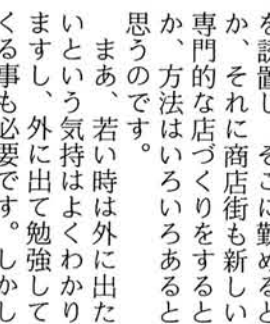 を設置し、そこに勤めると
か、それに商店街も新しい
専門的な店づくりをすると
か、方法はいろいろあると
思うのです。
まあ、若い時は外に出た
いという気持はよくわかり
ますし、外に出て勉強して
くる事も必要です。しかし